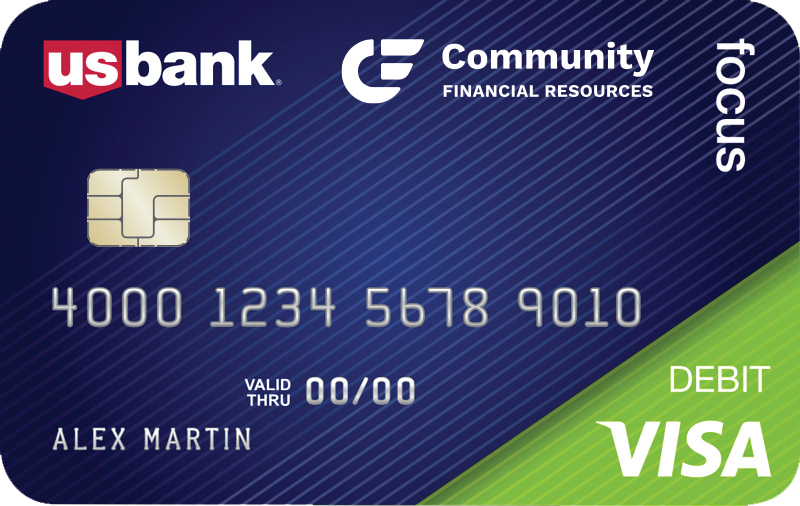 usbank®
Community
FINANCIAL RESOURCES
focus
4000 1234 5678 9010
VALID
THRU 00/00
ALEX MARTIN
DEBIT
VISA